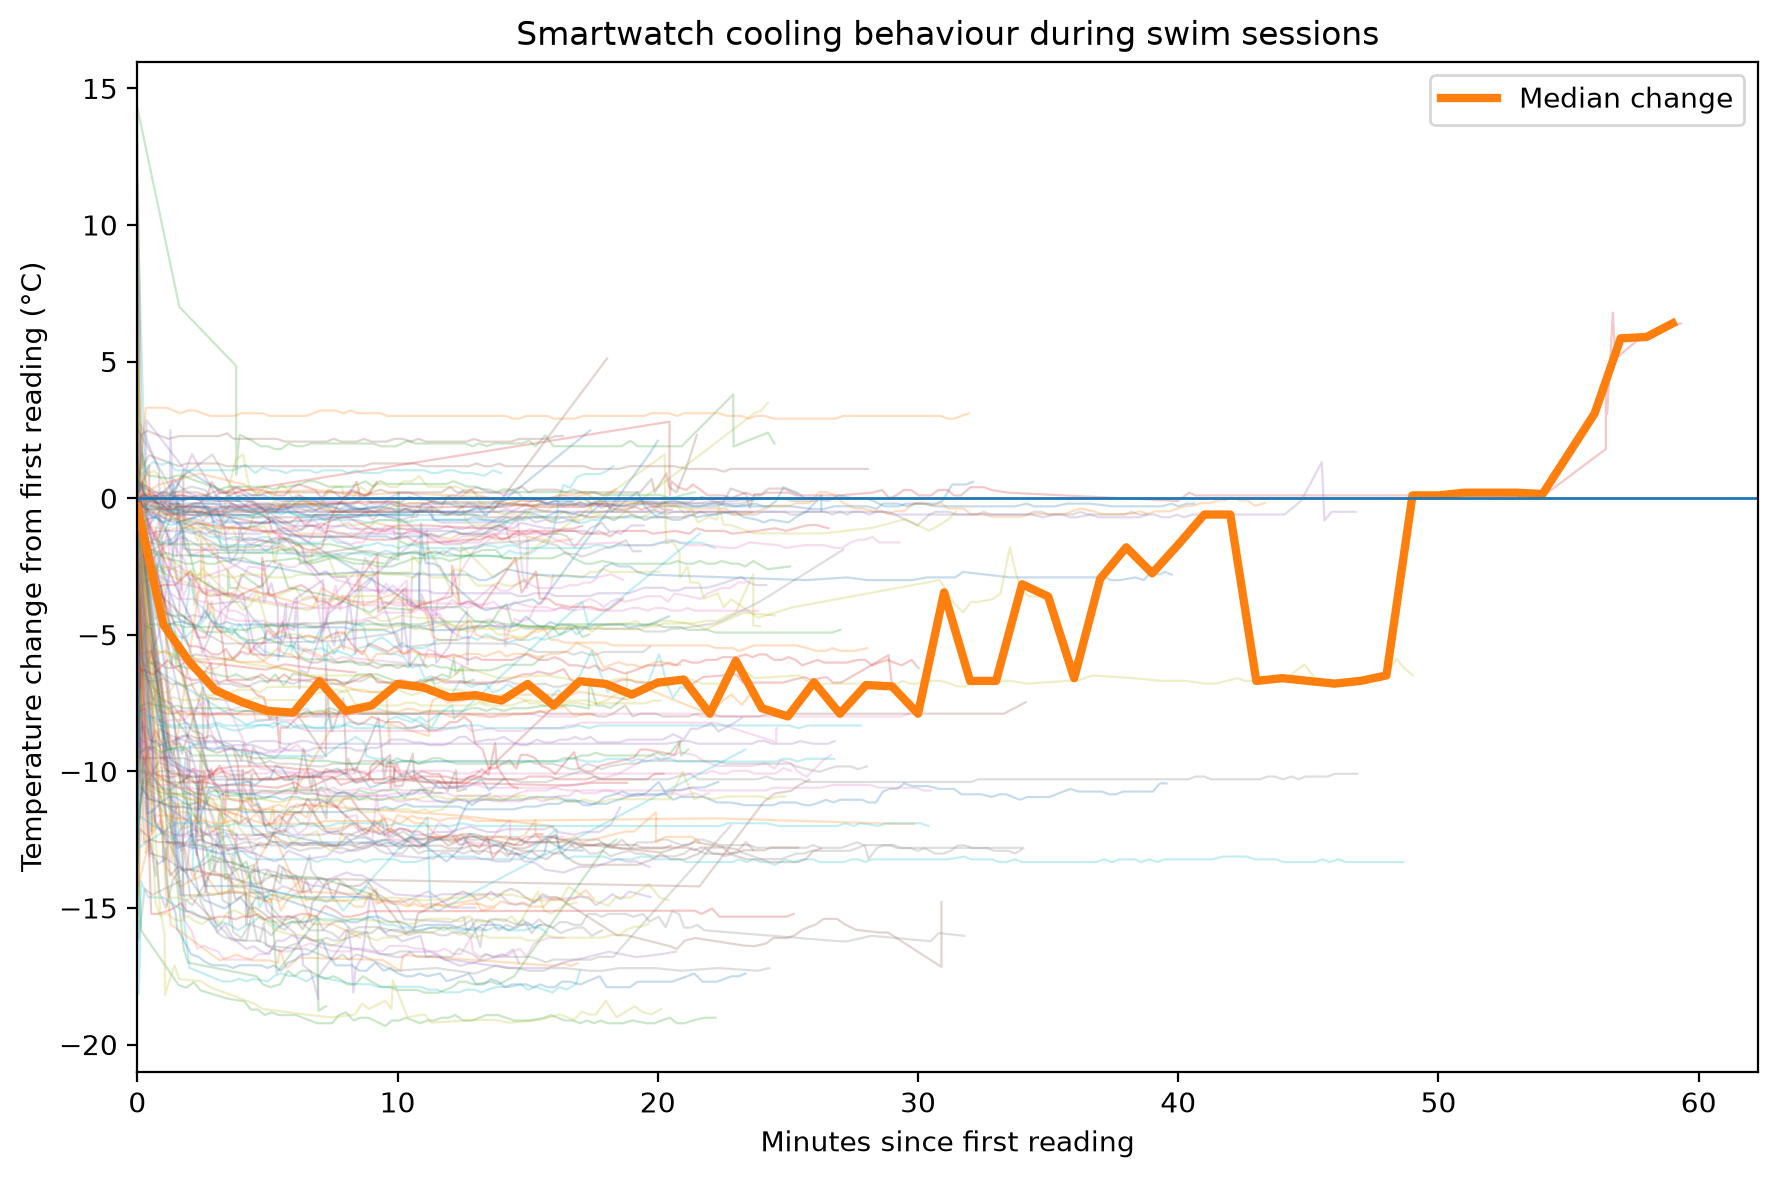 Smartwatch cooling behaviour during swim sessions
Median change
Temperature change from first reading (°C)
15
10
5
0
−5
−10
−15
−20
0 10 20 30 40 50 60
Minutes since first reading